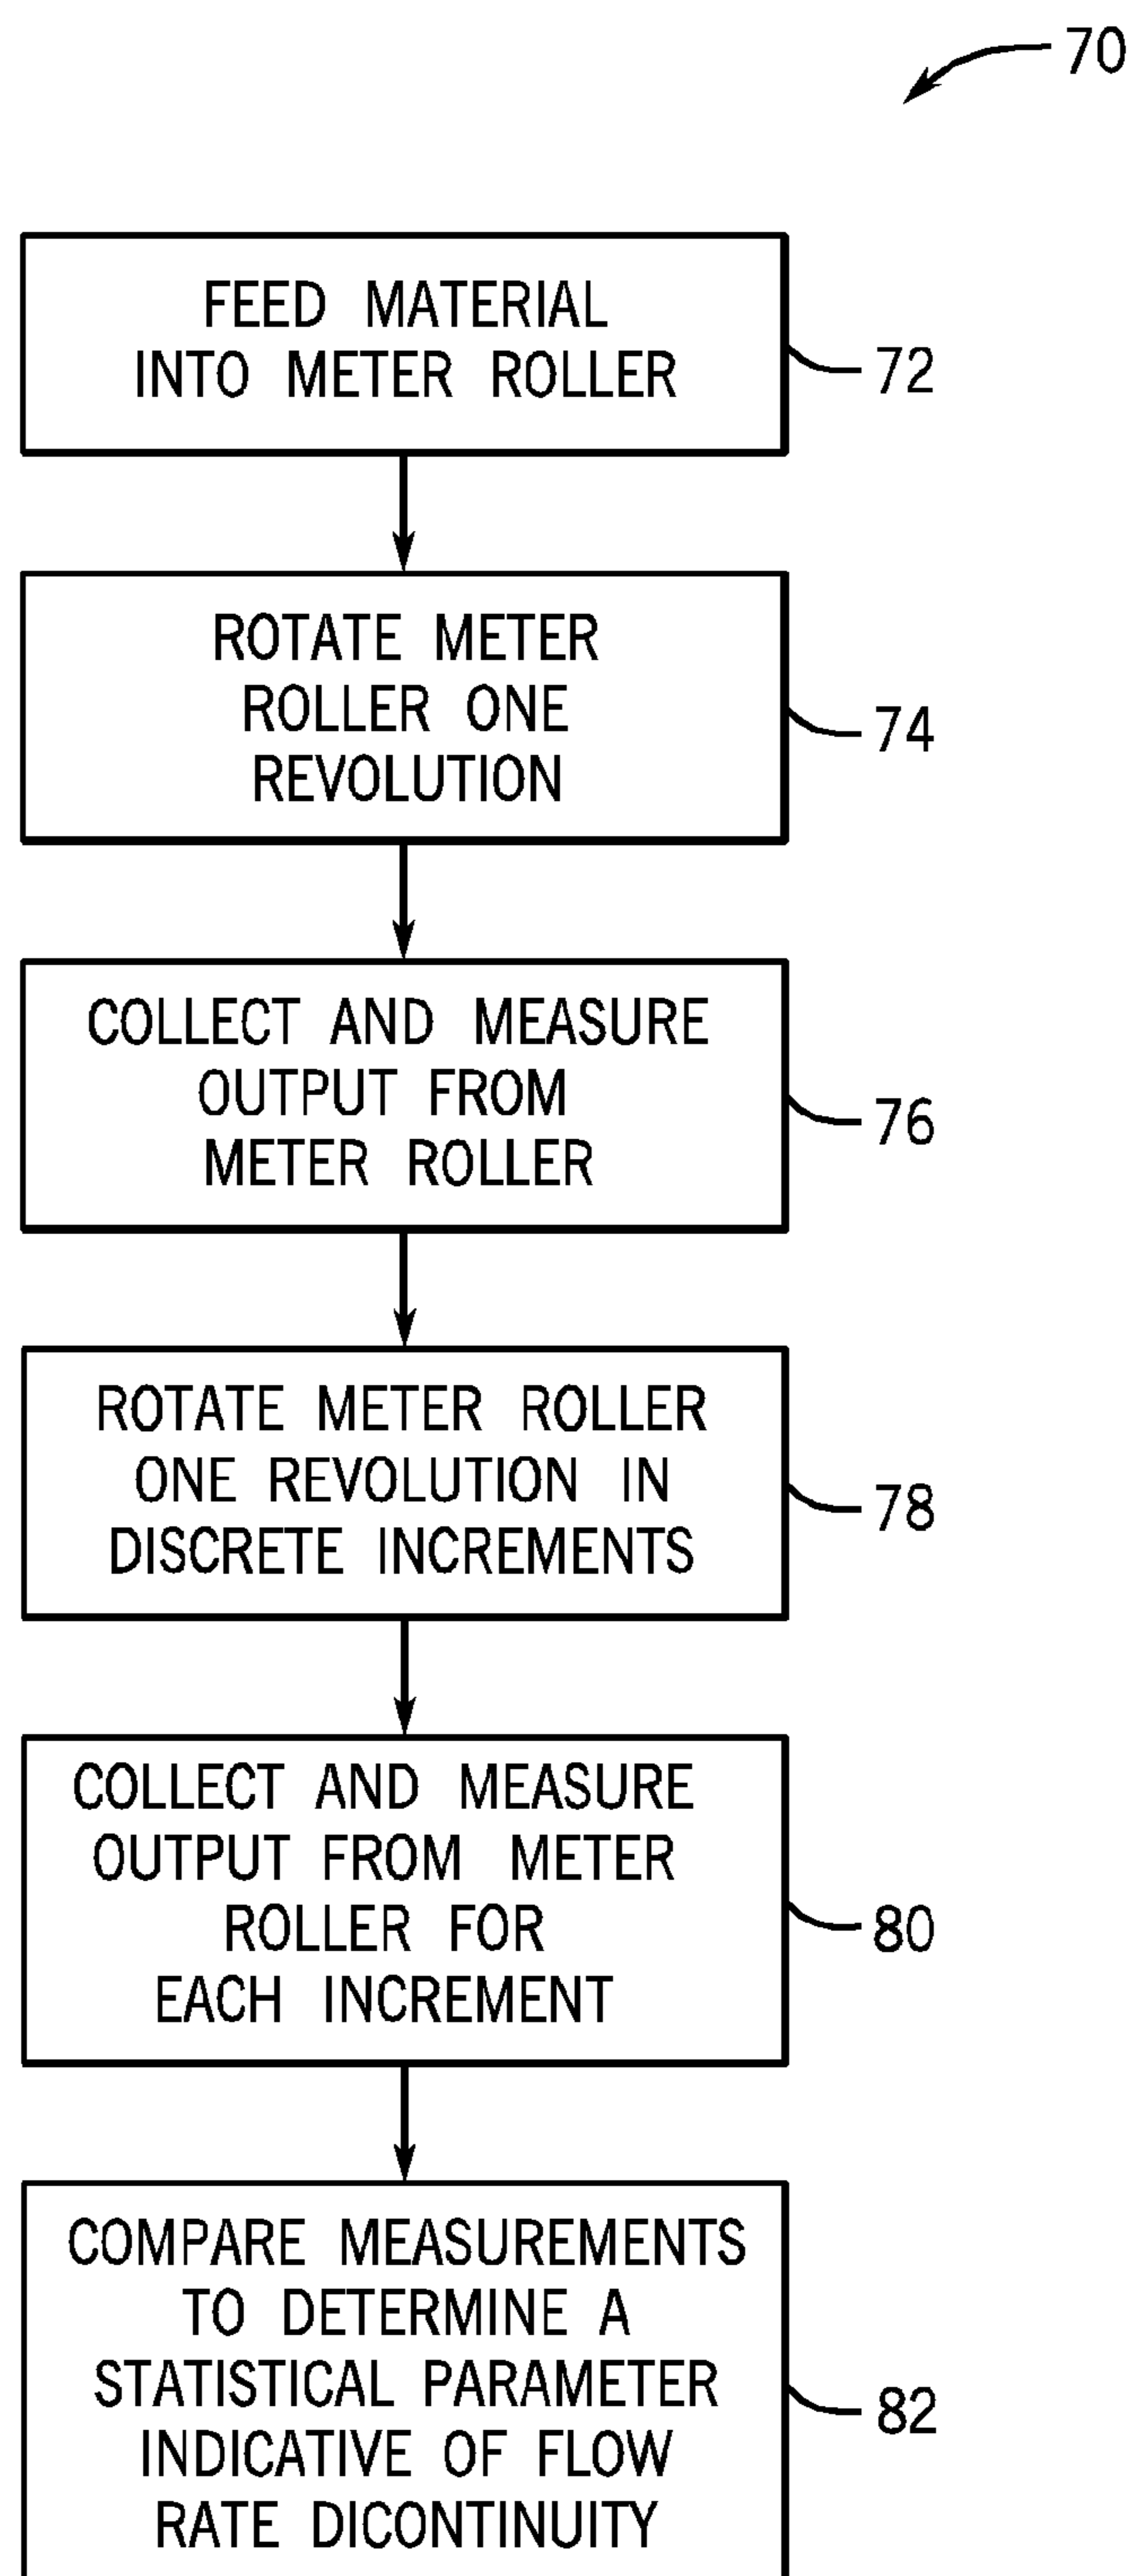 70
FEED MATERIAL
INTO METER ROLLER
72
ROTATE METER
ROLLER ONE
REVOLUTION
74
COLLECT AND MEASURE
OUTPUT FROM
METER ROLLER
76
ROTATE METER ROLLER
ONE REVOLUTION IN
DISCRETE INCREMENTS
78
COLLECT AND MEASURE
OUTPUT FROM METER
ROLLER FOR
EACH INCREMENT
80
COMPARE MEASUREMENTS
TO DETERMINE A
STATISTICAL PARAMETER
INDICATIVE OF FLOW
RATE DICONTINUITY
82